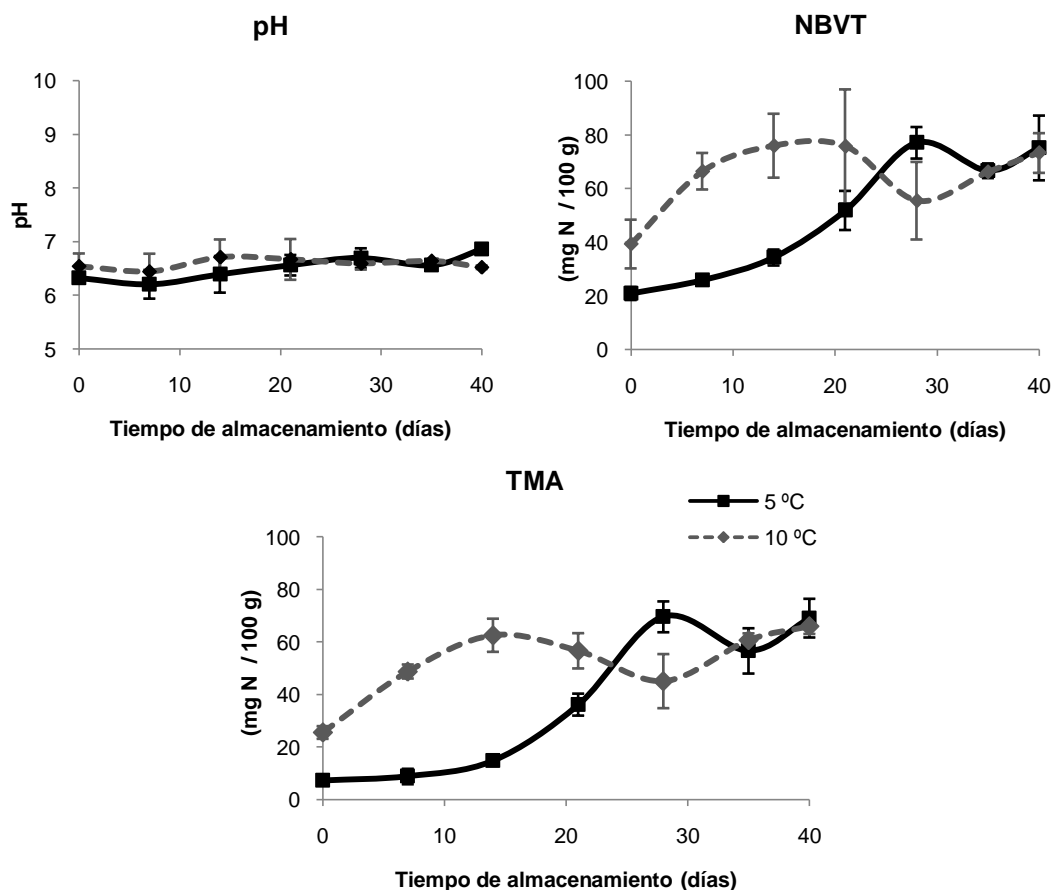 pH
10
9
8
7
6
5
pH
0 10 20 30 40
Tiempo de almacenamiento (días)
NBVT
100
80
60
40
20
0
(mg N / 100 g)
0 10 20 30 40
Tiempo de almacenamiento (días)
TMA
5 ºC
10 ºC
100
80
60
40
20
0
(mg N / 100 g)
0 10 20 30 40
Tiempo de almacenamiento (días)